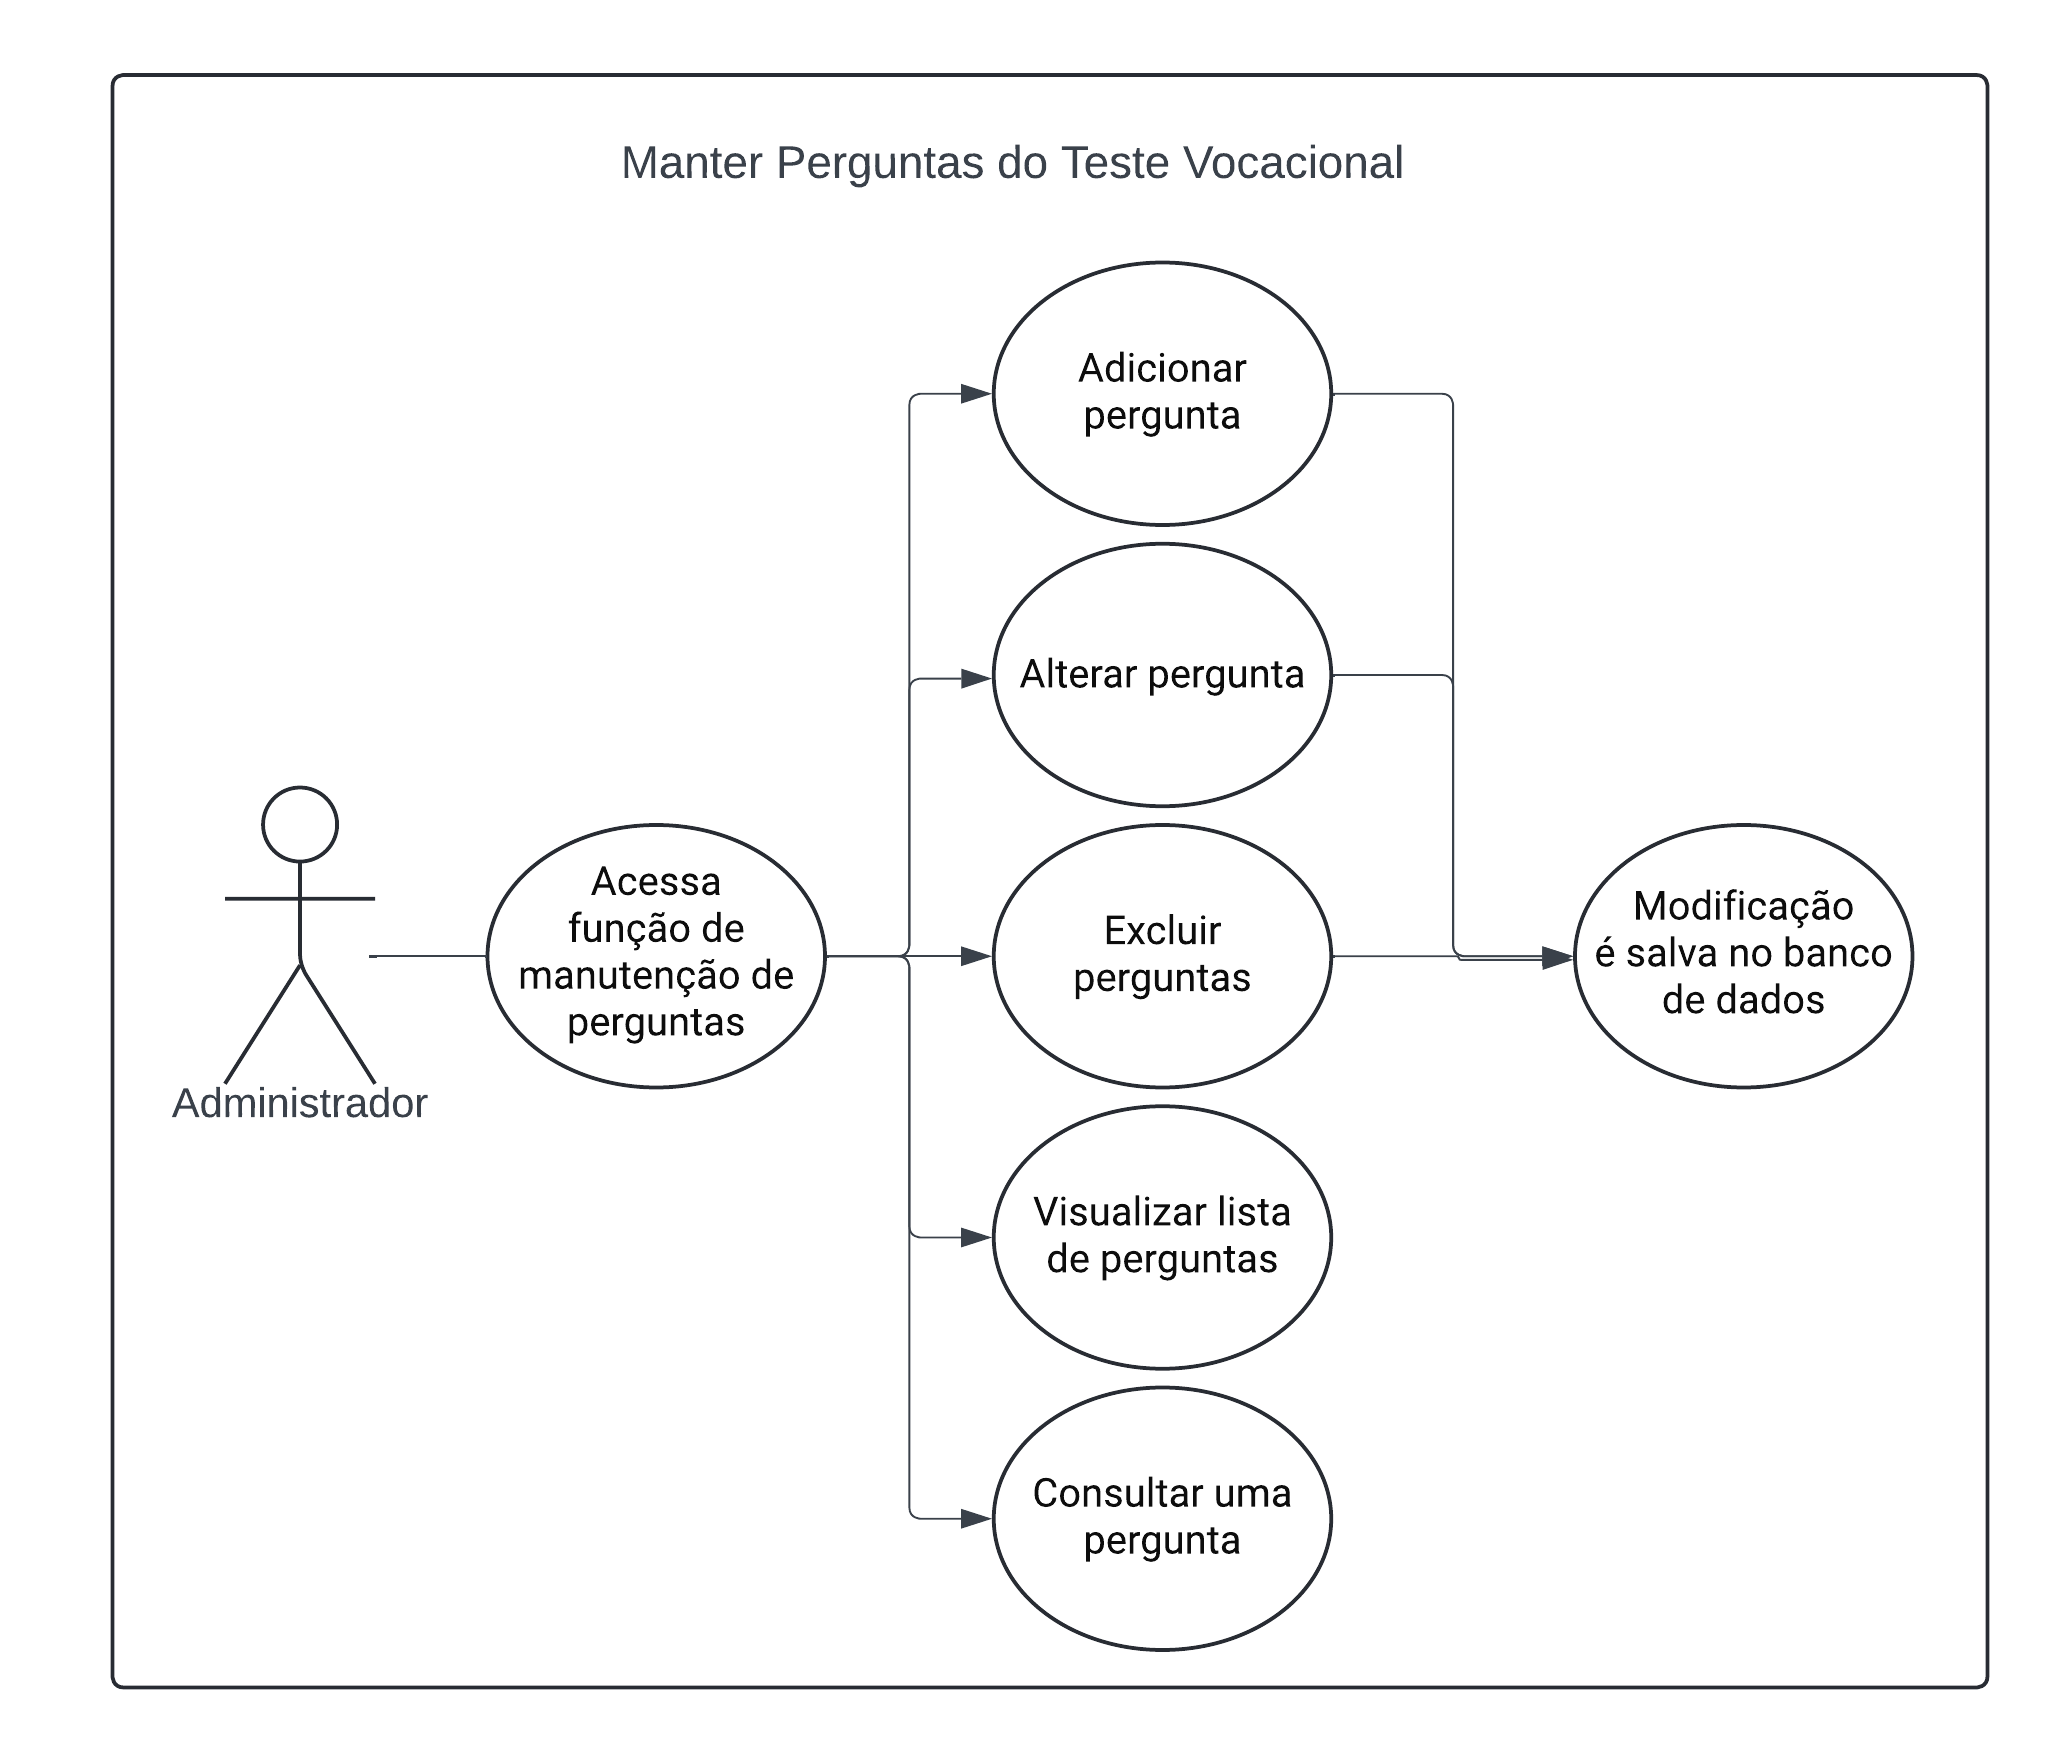 Manter Perguntas do Teste Vocacional
Adicionar
pergunta
Alterar pergunta
Acessa
função de
manutenção de
perguntas
Excluir
perguntas
Modificação
é salva no banco
de dados
Administrador
Visualizar lista
de perguntas
Consultar uma
pergunta